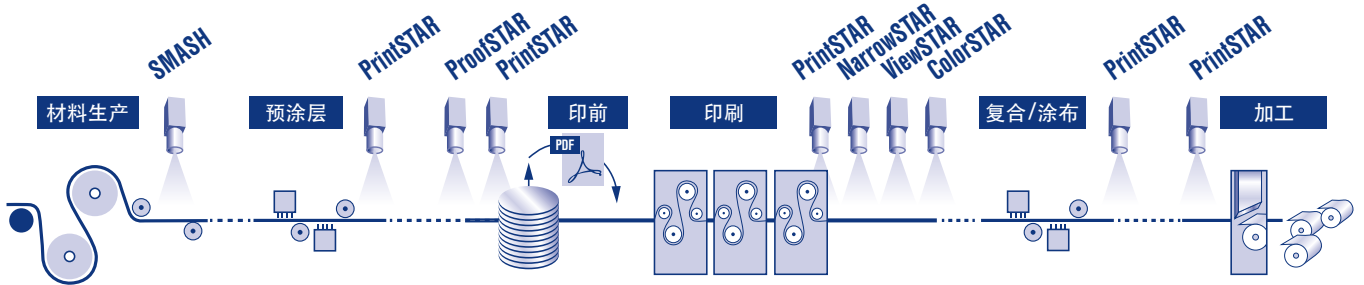 SMASH
PrintSTAR
ProofSTAR
PrintSTAR
PrintSTAR
NarrowSTAR
ViewSTAR
ColorSTAR
PrintSTAR
PrintSTAR
材料生产
预涂层
印前
印刷
复合/涂布
加工
PDF